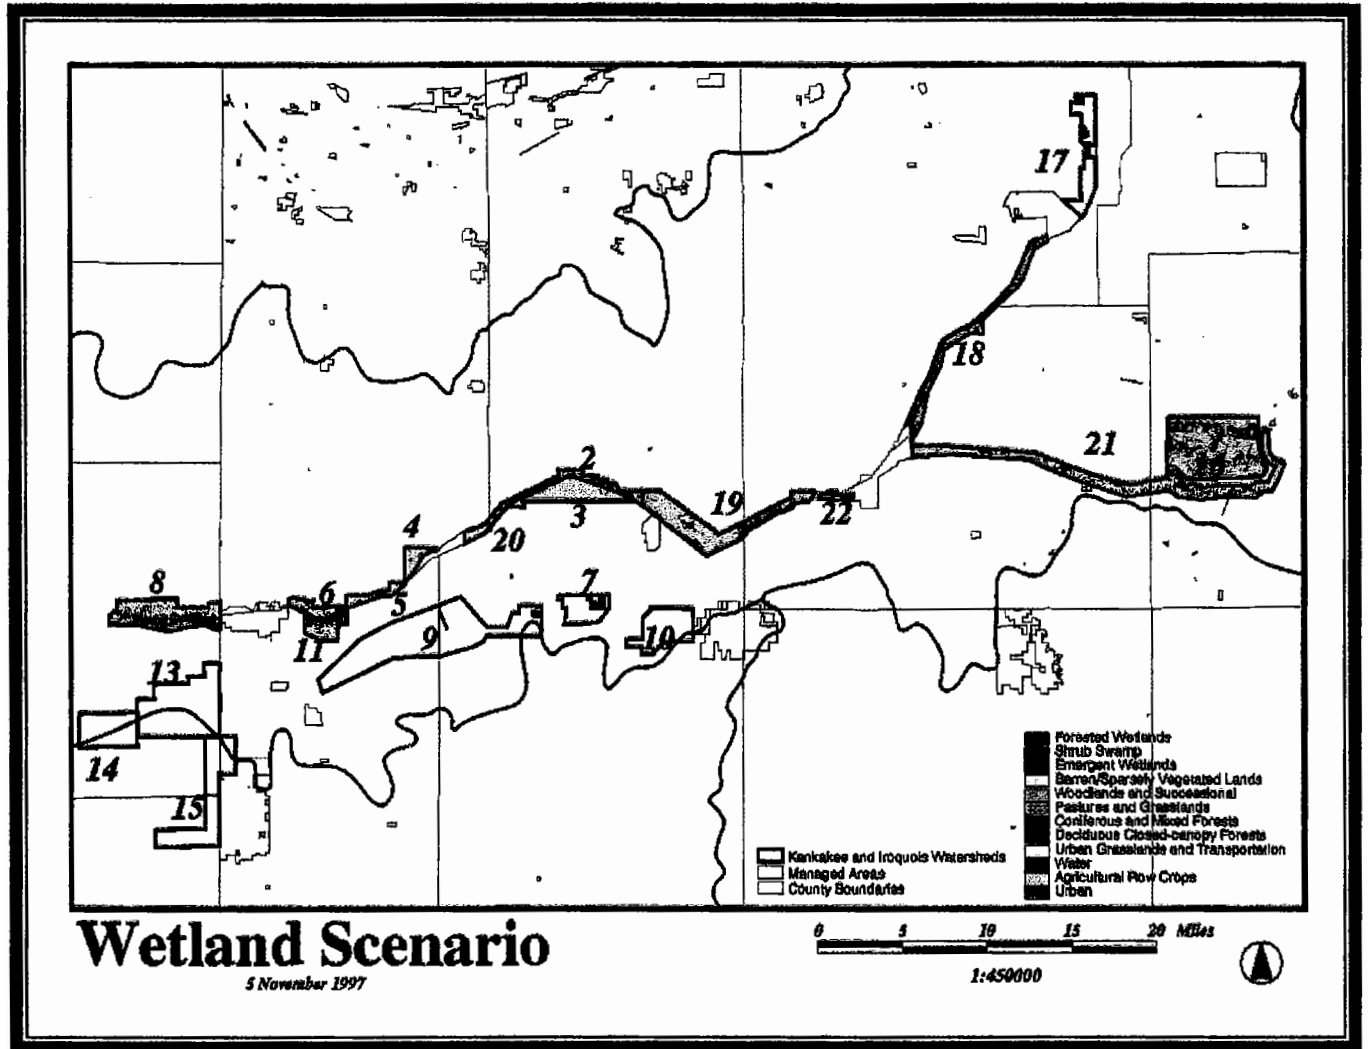 17
18
21
2
19
3
22
4
20
8
6
5
7
9
10
11
13
14
15
Forested Wetlands
Shrub Swamp
Emergent Wetlands
Barren/Sparsely Vegetated Lands
Woodlands and Successional
Pastures and Grasslands
Coniferous and Mixed Forests
Deciduous Closed-canopy Forests
Urban Grasslands and Transportation
Water
Agricultural Row Crops
Urban
Kankakee and Iroquois Watersheds
Managed Areas
County Boundaries
Wetland Scenario
5 November 1997
0 5 10 15 20 Miles
1:450000